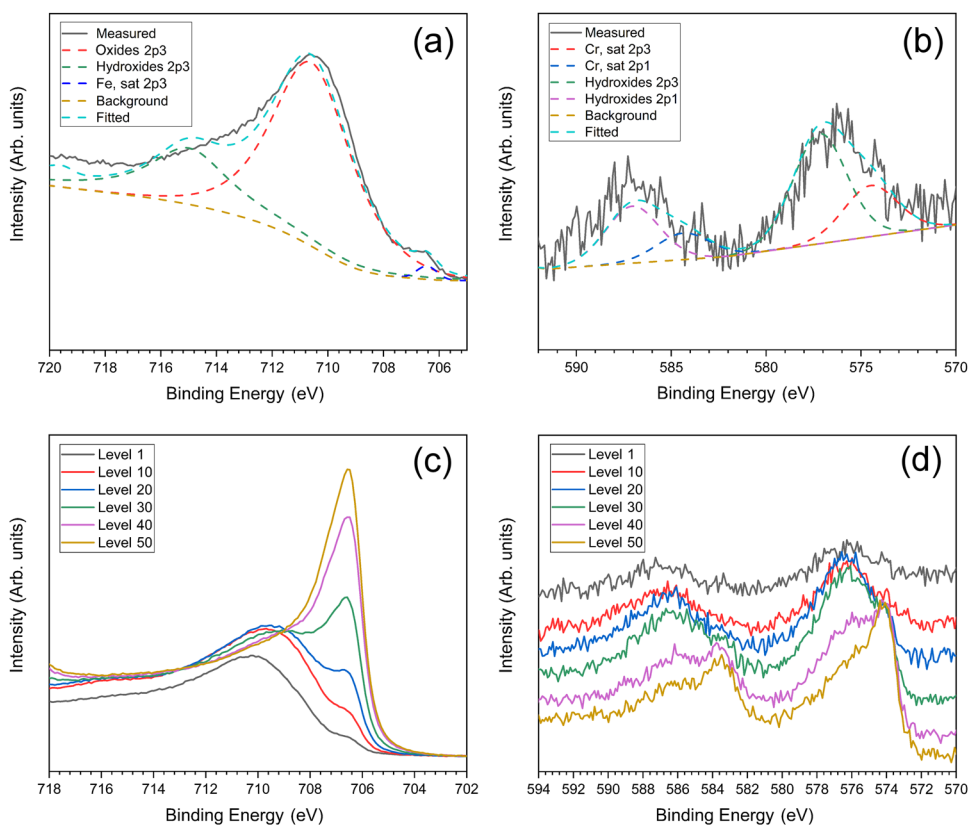 (a)
Measured
Oxides 2p3
Hydroxides 2p3
Fe, sat 2p3
Background
Fitted
Intensity (Arb. units)
720 718 716 714 712 710 708 706
Binding Energy (eV)
(b)
Measured
Cr, sat 2p3
Cr, sat 2p1
Hydroxides 2p3
Hydroxides 2p1
Background
Fitted
Intensity (Arb. units)
590 585 580 575 570
Binding Energy (eV)
(c)
Level 1
Level 10
Level 20
Level 30
Level 40
Level 50
Intensity (Arb. units)
718 716 714 712 710 708 706 704 702
Binding Energy (eV)
(d)
Level 1
Level 10
Level 20
Level 30
Level 40
Level 50
Intensity (Arb. units)
594 592 590 588 586 584 582 580 578 576 574 572 570
Binding Energy (eV)